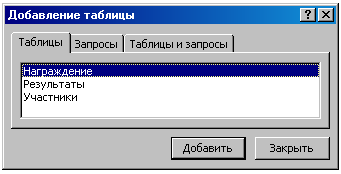 Добавление таблицы
Таблицы Запросы Таблицы и запросы
Награждение
Результаты
Участники
Добавить Закрыть